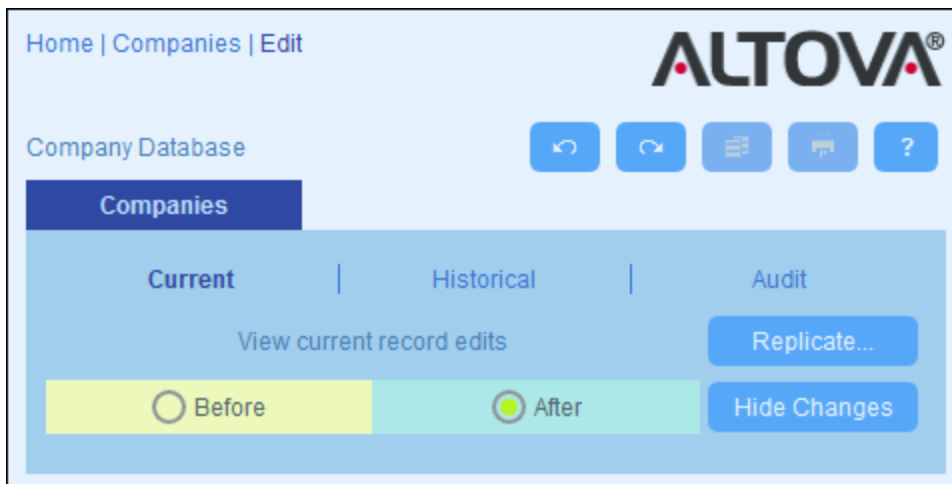 Home | Companies | Edit
ALTOVA®
Company Database
?
Companies
Current | Historical | Audit
View current record edits
Replicate...
Before
After
Hide Changes